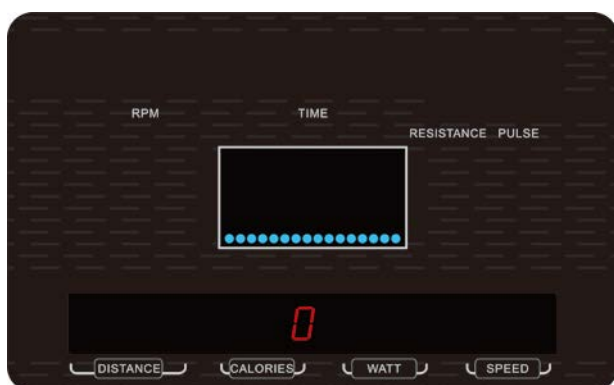 RPM TIME
RESISTANCE PULSE
0
DISTANCE CALORIES WATT SPEED